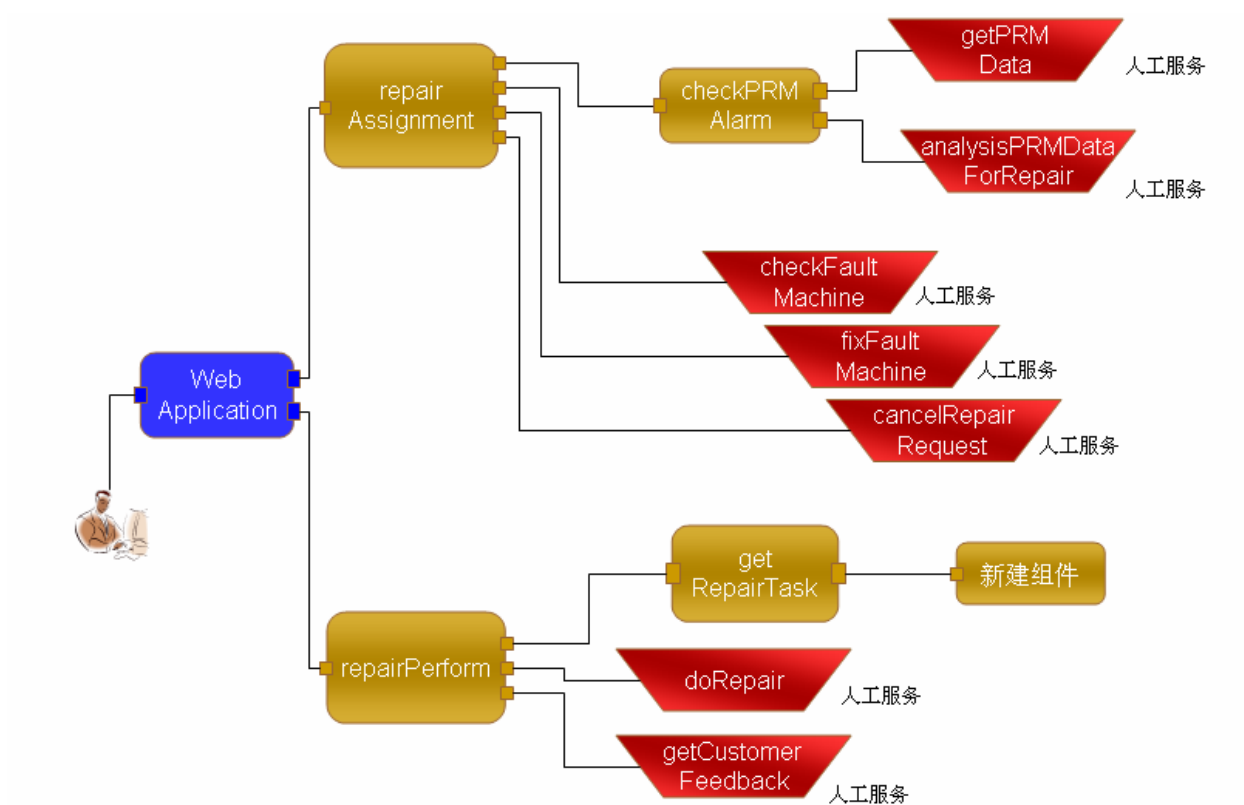 repair
Assignment
checkPRM
Alarm
getPRM
Data
人工服务
analysisPRMData
ForRepair
人工服务
checkFault
Machine
人工服务
fixFault
Machine
人工服务
cancelRepair
Request
人工服务
Web
Application
get
RepairTask
新建组件
repairPerform
doRepair
人工服务
getCustomer
Feedback
人工服务